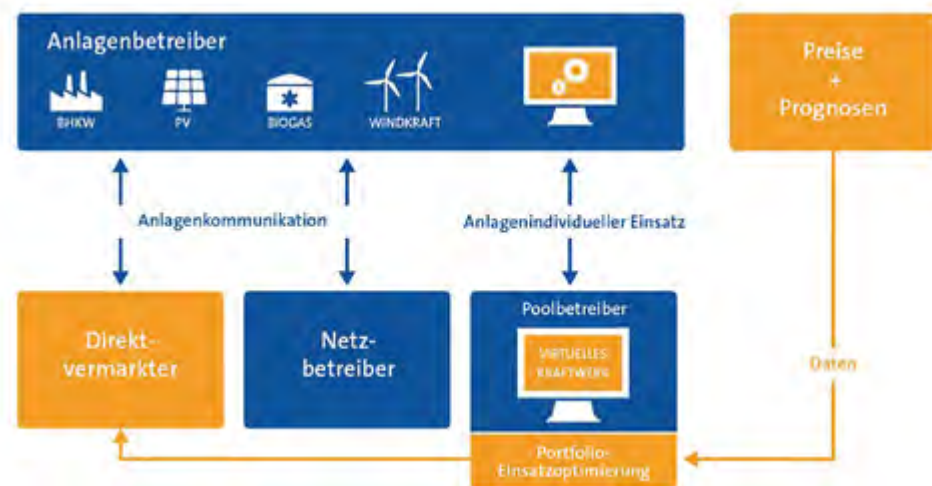 Anlagenbetreiber
BHKW
PV
BIOGAS
WINDKRAFT
Preise
+
Prognosen
Anlagenkommunikation
Anlagenindividueller Einsatz
Direkt-
vermarkter
Netz-
betreiber
Poolbetreiber
VIRTUELLES
KRAFTWERK
Daten
Portfolio-
Einsatzoptimierung